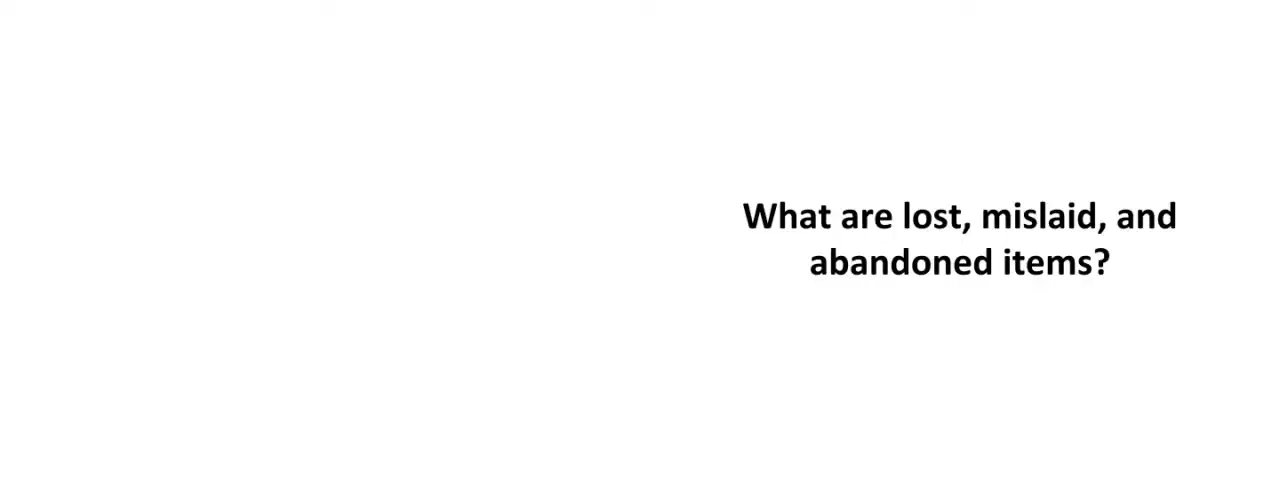 What are lost, mislaid, and
abandoned items?